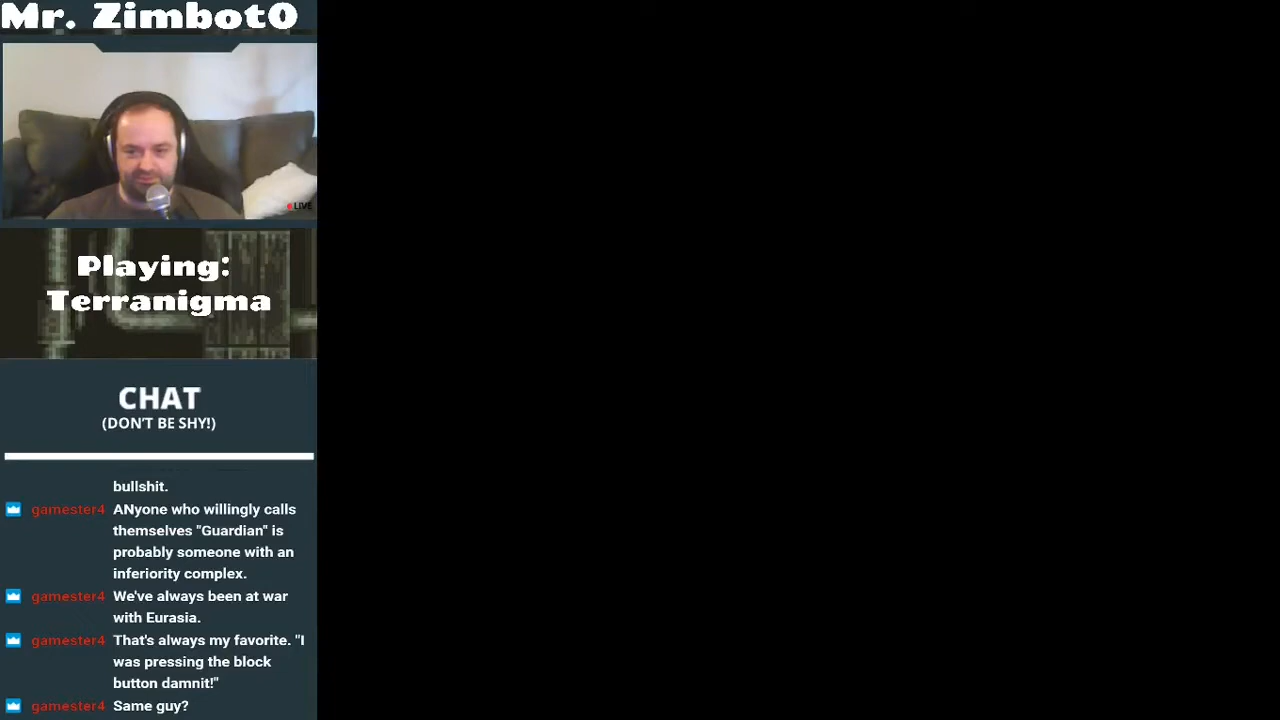 Mr. Zimbot0
LIVE
Playing:
Terranigma
CHAT
(DON'T BE SHY!)
bullshit.
gamester4 ANyone who willingly calls
themselves "Guardian" is
probably someone with an
inferiority complex.
gamester4 We've always been at war
with Eurasia.
gamester4 That's always my favorite. "I
was pressing the block
button damnit!"
gamester4 Same guy?